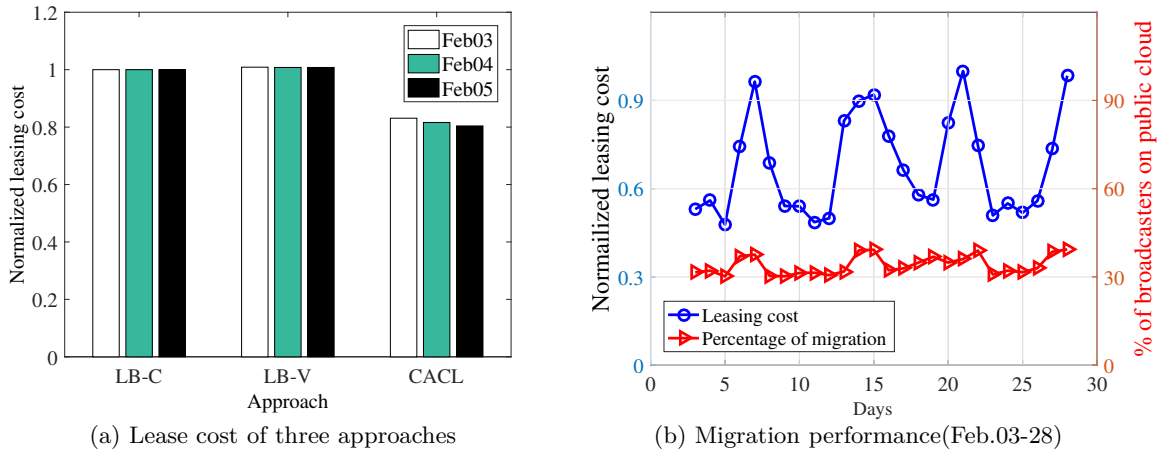 1.2
1
0.8
0.6
0.4
0.2
0
Normalized leasing cost
Feb03
Feb04
Feb05
LB-C LB-V CACL
Approach
(a) Lease cost of three approaches
0.9
0.6
0.3
0
Normailized leasing cost
90
60
30
0
% of broadcasters on public cloud
Leasing cost
Percentage of migration
0 5 10 15 20 25 30
Days
(b) Migration performance(Feb.03-28)